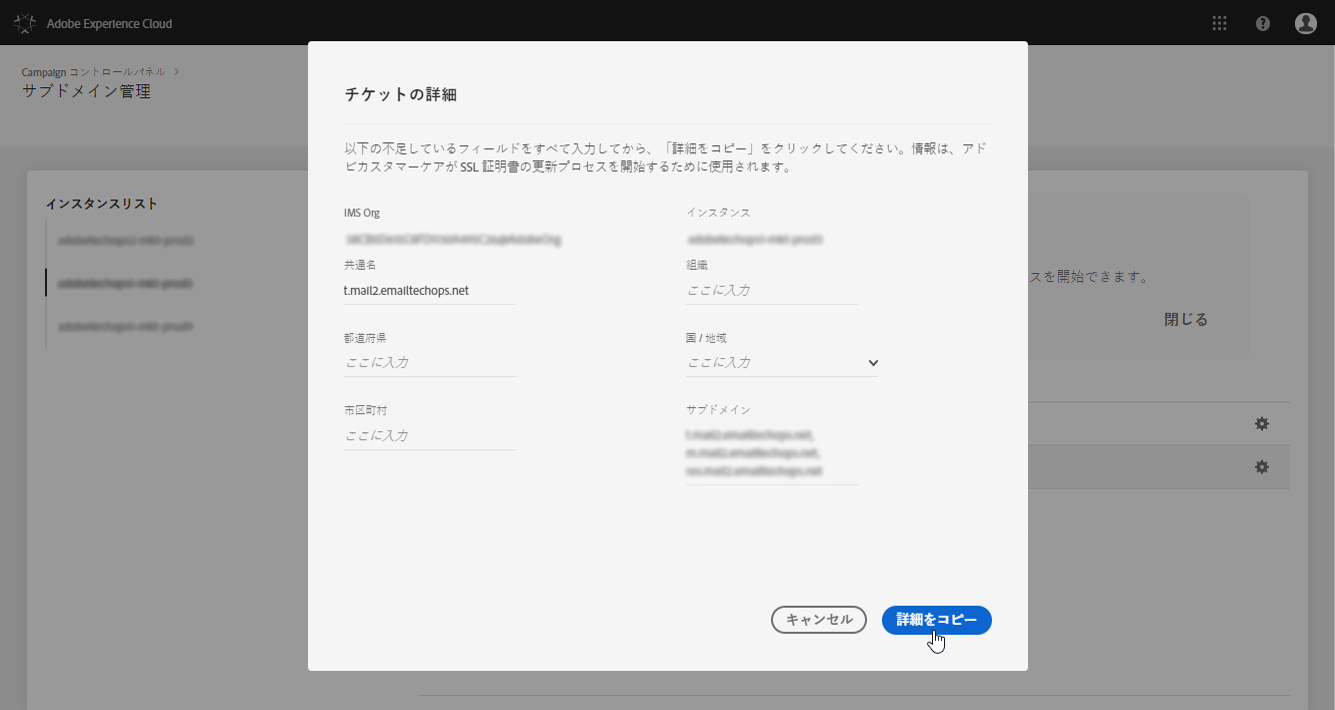 Adobe Experience Cloud
Campaign コントロールパネル
サブドメイン管理
インスタンスリスト
チケットの詳細
以下の不足しているフィールドをすべて入力してから、「詳細をコピー」をクリックしてください。情報は、アド
ビカスタマーケアが SSL 証明書の更新プロセスを開始するために使用されます。
IMS Org
インスタンス
共通名
組織
t.mail2.emailtechops.net
ここに入力
都道府県
国 / 地域
ここに入力
ここに入力
市区町村
サブドメイン
ここに入力
キャンセル
詳細をコピー
スを開始できます。
閉じる